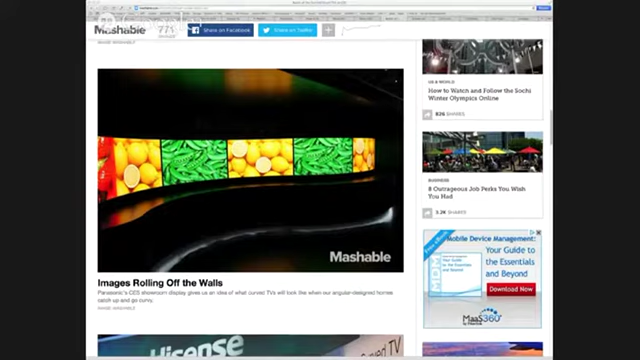 Mashable
Share on Facebook
Share on Twitter
+
US & WORLD
How to Watch and Follow the Sochi
Winter Olympics Online
826 SHARES
Mashable
BUSINESS
8 Outrageous Job Perks You Wish
You Had
3.2K SHARES
Mobile Device Management:
Your Guide to
the Essentials
and Beyond
Download Now
MDM
MaaS360
Images Rolling Off the Walls
Panasonic's CES showroom display gives us an idea of what curved TVs will look like when our angular-designed homes
catch up and go curvy.
Hisense
Curved TV